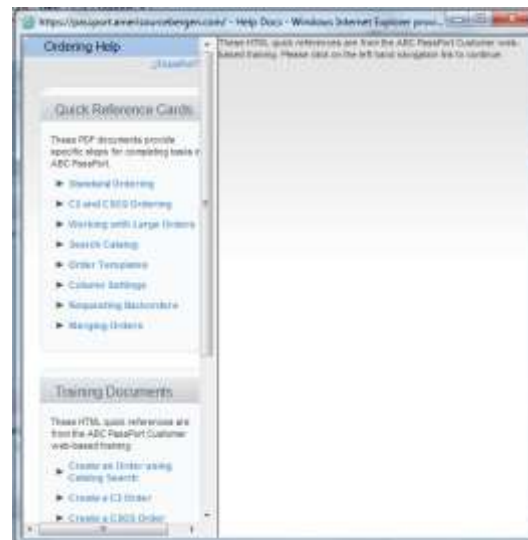 https://passport.amerisourcebergen.com/ - Help Docs - Windows Internet Explorer provi...
Ordering Help
These HTML quick references are from the ABC PassPort Customer web-
based training. Please click on the left hand navigation link to continue
Quick Reference Cards
These PDF documents provide
specific steps for completing tasks i
ABC PassPort.
Standard Ordering
C2 and CSOS Ordering
Working with Large Orders
Search Catalog
Order Templates
Column Settings
Requesting Backorders
Merging Orders
Training Documents
These HTML quick references are
from the ABC PassPort Customer
web-based training
Create an Order using
Catalog Search
Create a C2 Order
Create a CSOS Order